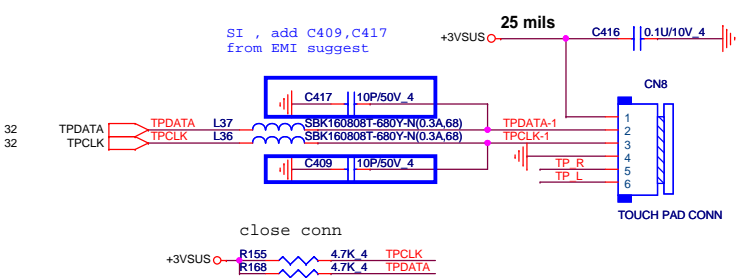 SI , add C409,C417
from EMI suggest
25 mils
+3VSUS
C416 0.1U/10V_4
CN8
C417 10P/50V_4
32 TPDATA TPDATA L37 SBK160808T-680Y-N(0.3A,68) TPDATA-1
32 TPCLK TPCLK L36 SBK160808T-680Y-N(0.3A,68) TPCLK-1
C409 10P/50V_4
TP_R
TP_L
1
2
3
4
5
6
TOUCH PAD CONN
close conn
+3VSUS
R155 4.7K_4 TPCLK
R168 4.7K_4 TPDATA